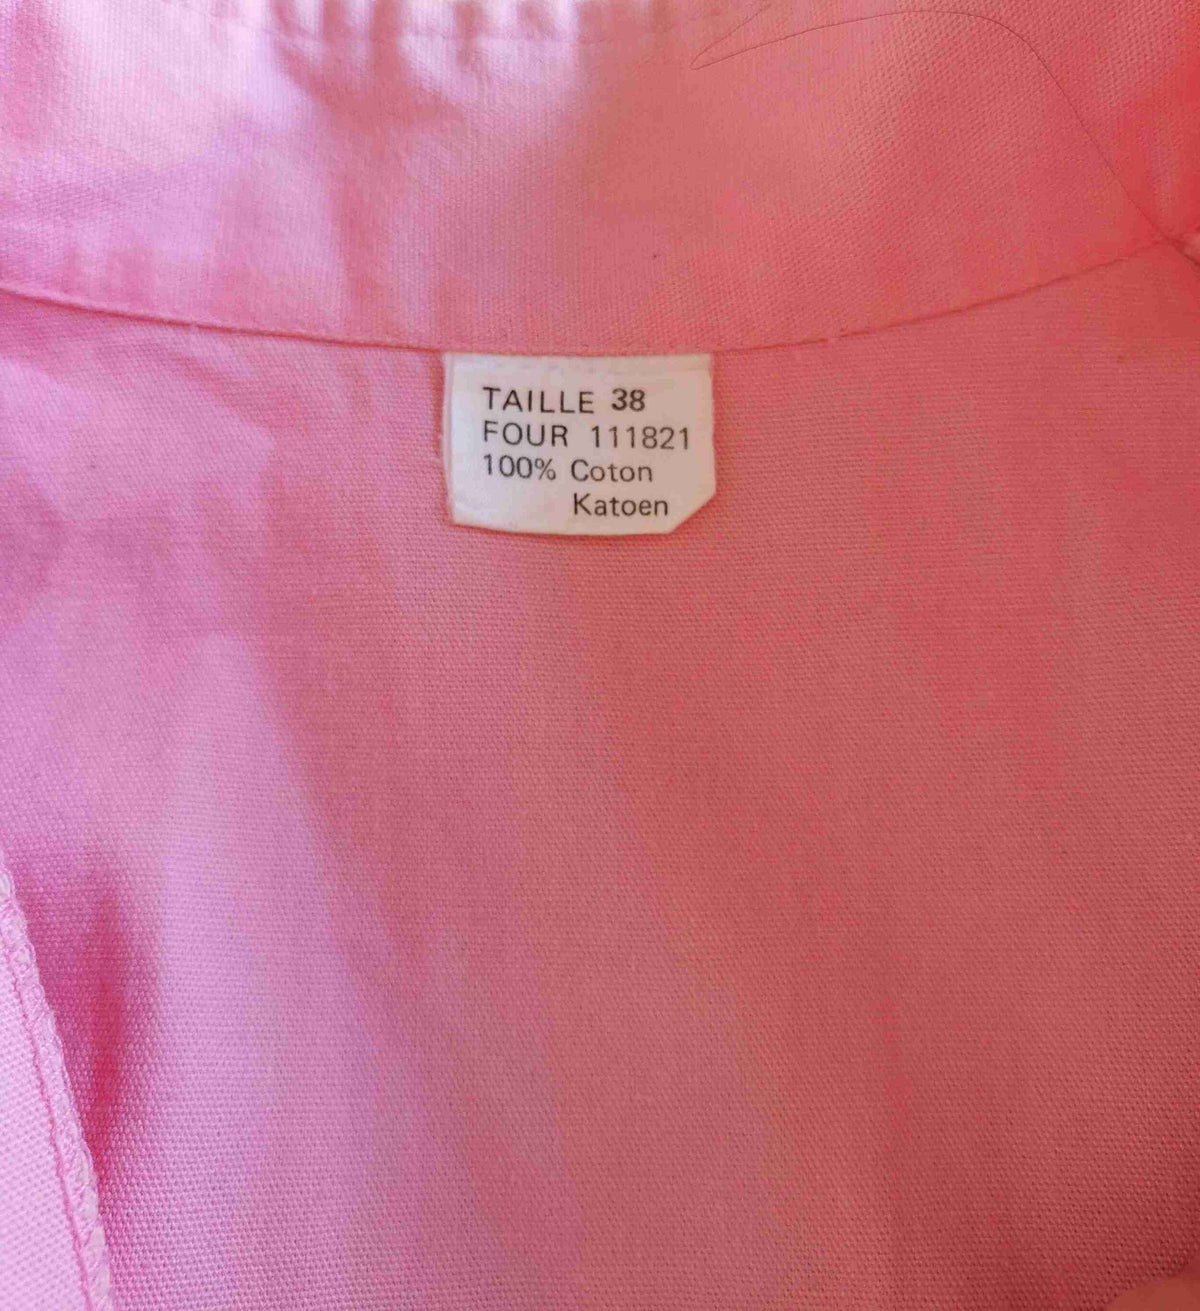 TAILLE 38
FOUR 111821
100% Coton
Katoen